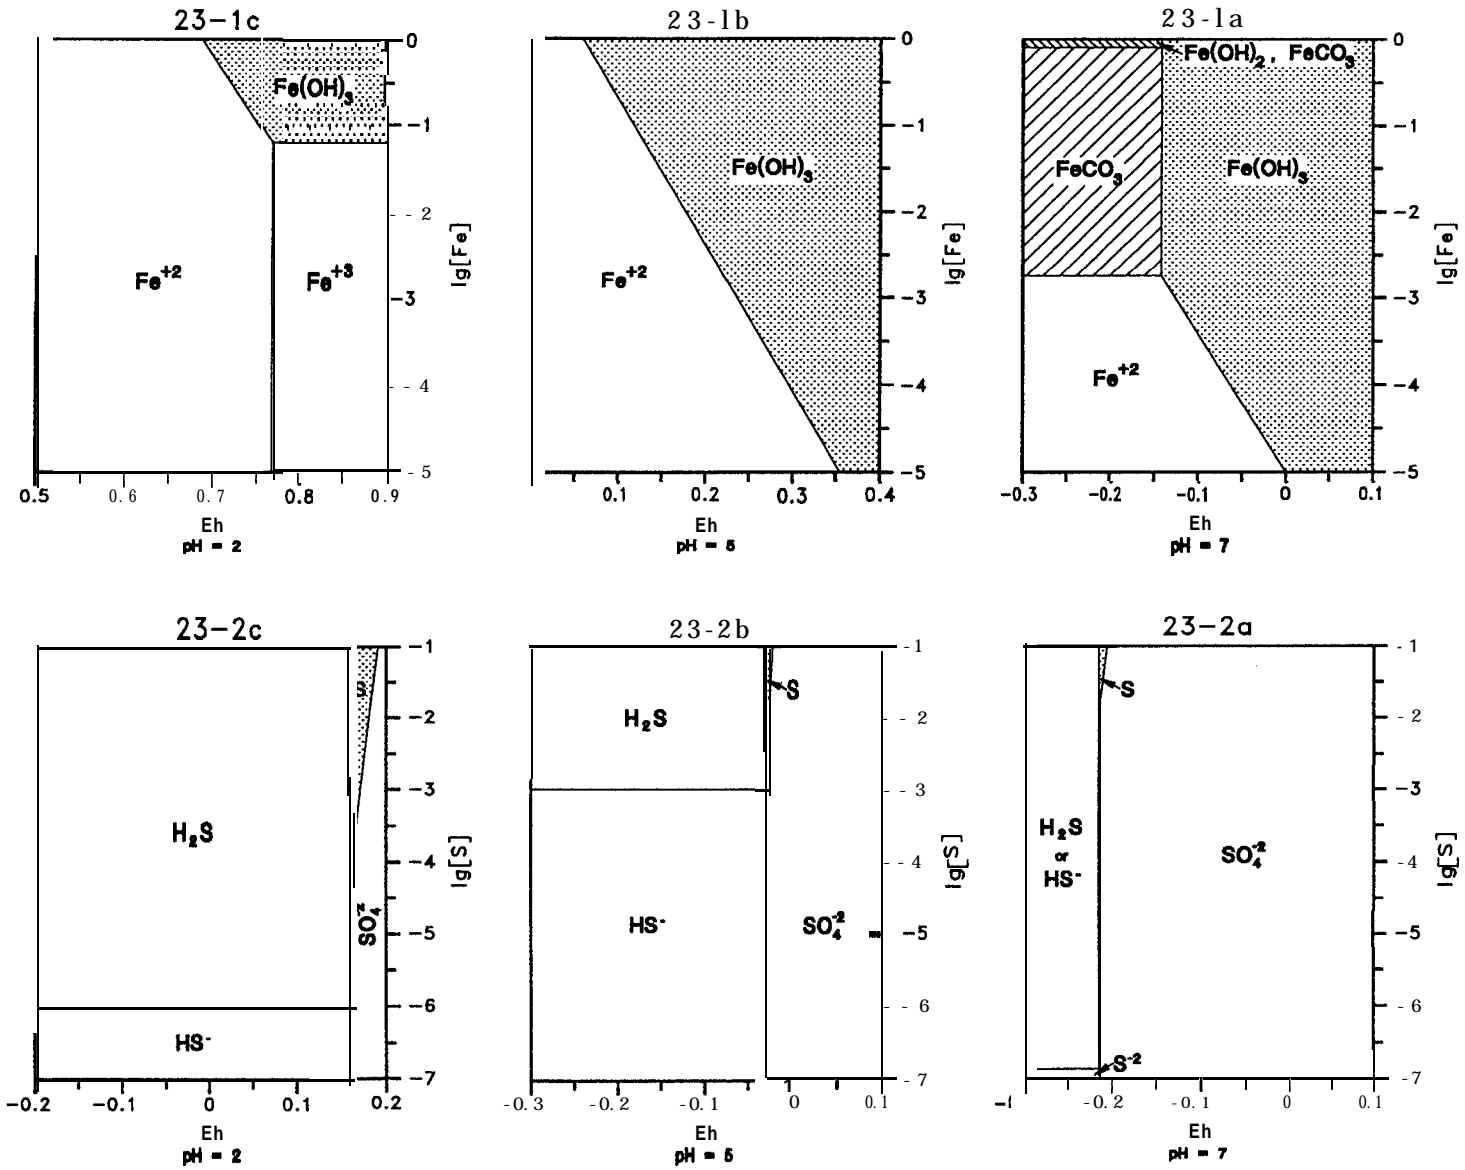 23-1c
0
-1
- - 2
-3
- - 4
- 5
Fe(OH)₃
Fe⁺²
Fe⁺³
lg[Fe]
0.5 0.6 0.7 0.8 0.9
Eh
pH = 2
23-lb
0
-1
-2
-3
-4
-5
Fe(OH)₃
Fe⁺²
lg[Fe]
0.1 0.2 0.3 0.4
Eh
pH = 5
23-la
0
-1
-2
-3
-4
-5
Fe(OH)₂, FeCO₃
FeCO₃
Fe(OH)₃
Fe⁺²
lg[Fe]
-0.3 -0.2 -0.1 0 0.1
Eh
pH = 7
23-2c
-1
-2
-3
-4
-5
-6
-7
S
H₂S
SO₄⁻²
HS⁻
lg[S]
-0.2 0 0.1 0.2
Eh
pH = 2
23-2b
-1
- - 2
- - 3
- - 4
-5
- - 6
- 7
S
H₂S
HS⁻
SO₄⁻²
lg[S]
-0.3 -0.2 -0.1 0 0.1
Eh
pH = 5
23-2a
- 1
- 2
-3
- 4
-5
- 6
-7
S
H₂S
or
HS⁻
SO₄⁻²
S⁻²
lg[S]
-0.2 -0.1 0 0.1
Eh
pH = 7